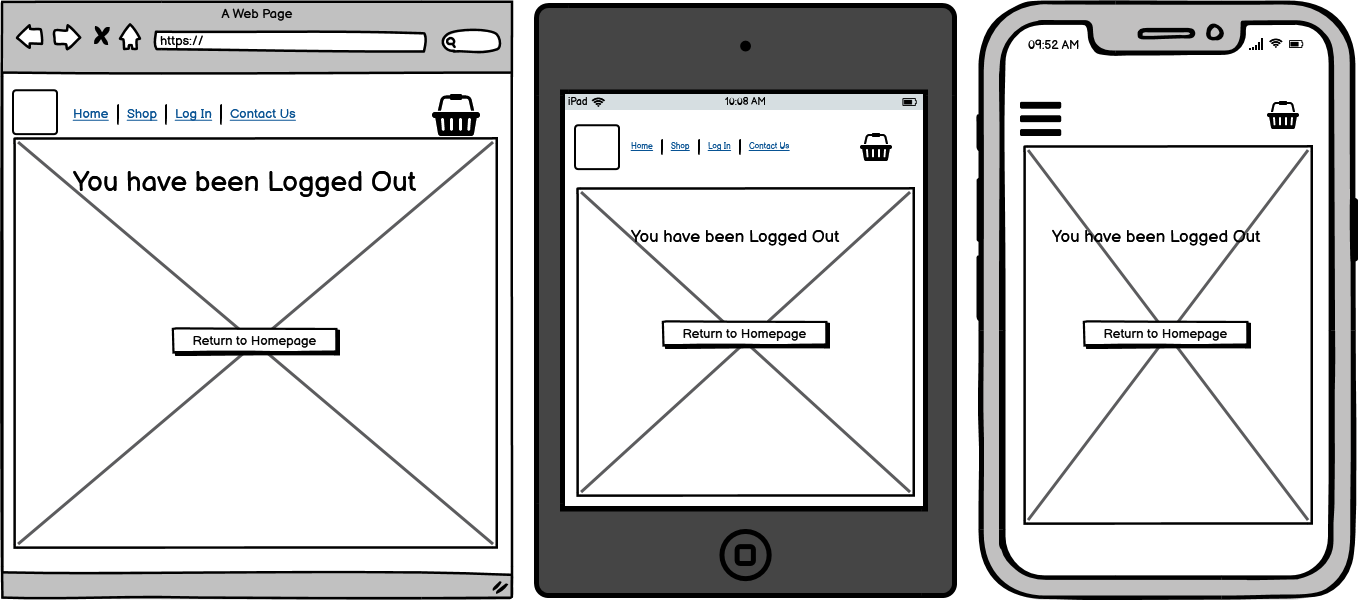 A Web Page
https://
Home Shop Log In Contact Us
You have been Logged Out
Return to Homepage
iPad 10:08 AM
Home Shop Log In Contact Us
You have been Logged Out
Return to Homepage
09:52 AM
You have been Logged Out
Return to Homepage